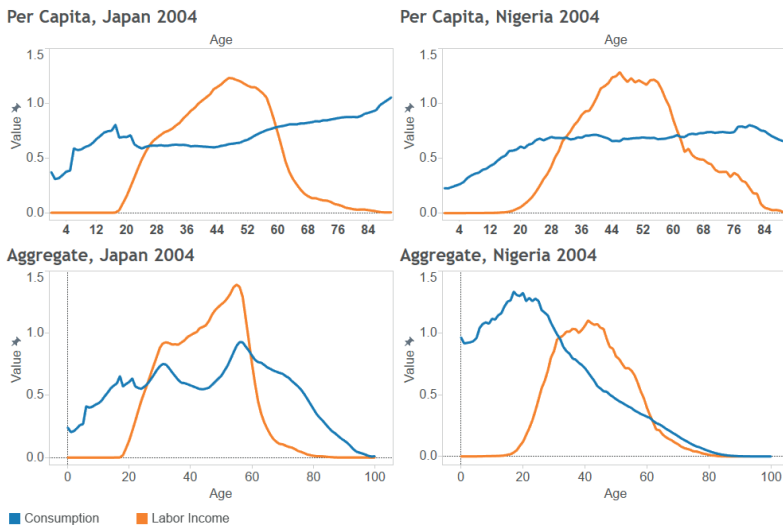 Per Capita, Japan 2004
Age
Value
1.5
1.0
0.5
0.0
4 12 20 28 36 44 52 60 68 76 84
Per Capita, Nigeria 2004
Age
Value
1.5
1.0
0.5
0.0
4 12 20 28 36 44 52 60 68 76 84
Aggregate, Japan 2004
Value
1.5
1.0
0.5
0.0
0 20 40 60 80 100
Age
Aggregate, Nigeria 2004
Value
1.5
1.0
0.5
0.0
0 20 40 60 80 100
Age
Consumption
Labor Income